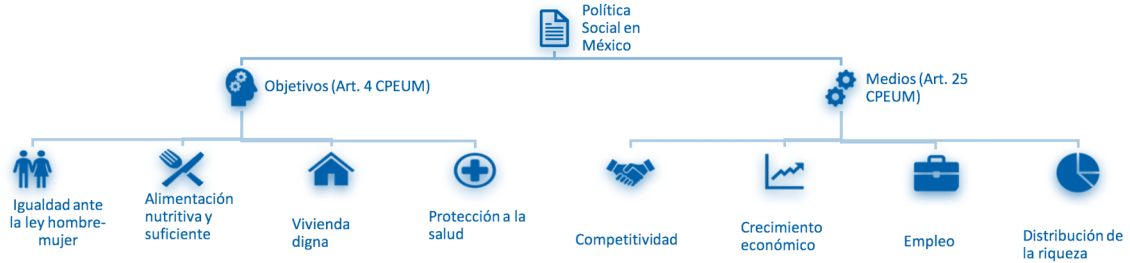 Política
Social en
México
Objetivos (Art. 4 CPEUM)
Medios (Art. 25
CPEUM)
Igualdad ante
la ley hombre-
mujer
Alimentación
nutritiva y
suficiente
Vivienda
digna
Protección a la
salud
Competitividad
Crecimiento
económico
Empleo
Distribución de
la riqueza